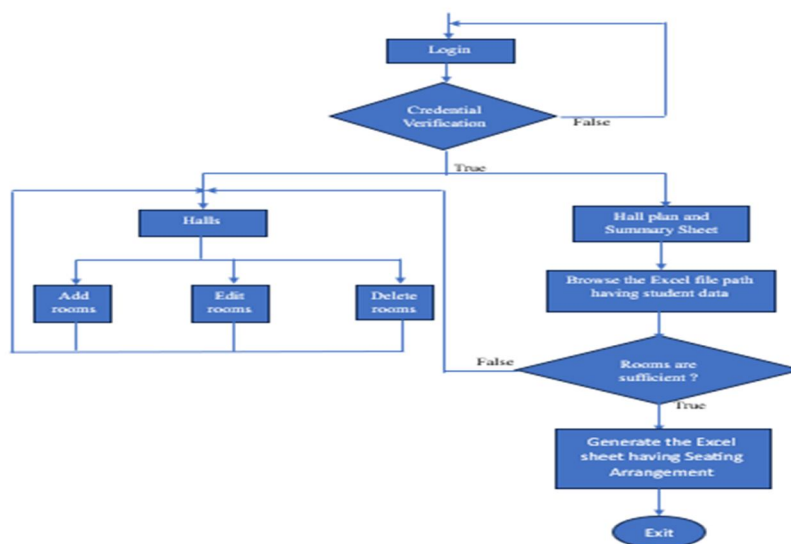 Login
Credential
Verification
False
True
Halls
Hall plan and
Summary Sheet
Browse the Excel file path
having student data
Add
rooms
Edit
rooms
Delete
rooms
False
Rooms are
sufficient ?
True
Generate the Excel
sheet having Seating
Arrangement
Exit